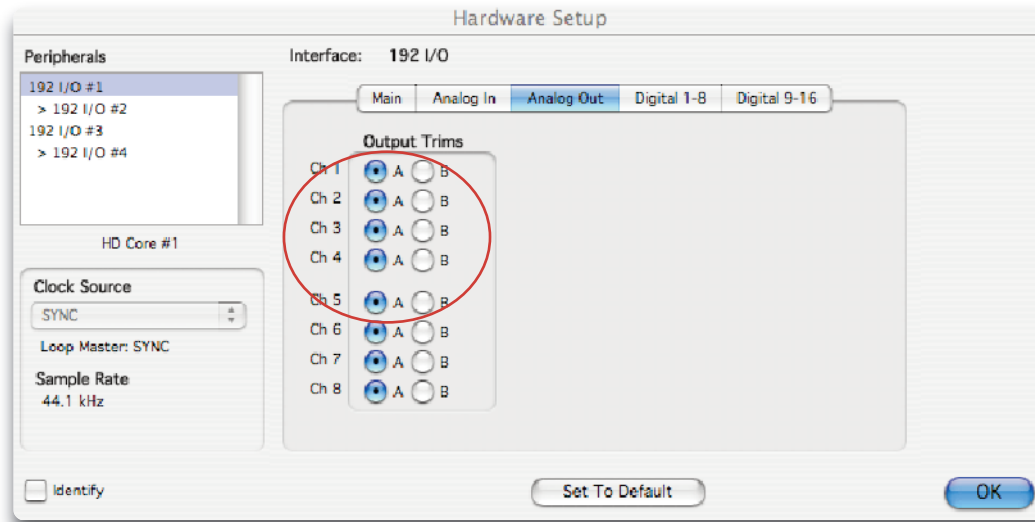 Hardware Setup
Peripherals
192 I/O #1
> 192 I/O #2
192 I/O #3
> 192 I/O #4
HD Core #1
Clock Source
SYNC
Loop Master: SYNC
Sample Rate
44.1 kHz
Identify
Interface: 192 I/O
Main Analog In Analog Out Digital 1-8 Digital 9-16
Output Trims
Ch 1 A B
Ch 2 A B
Ch 3 A B
Ch 4 A B
Ch 5 A B
Ch 6 A B
Ch 7 A B
Ch 8 A B
Set To Default
OK